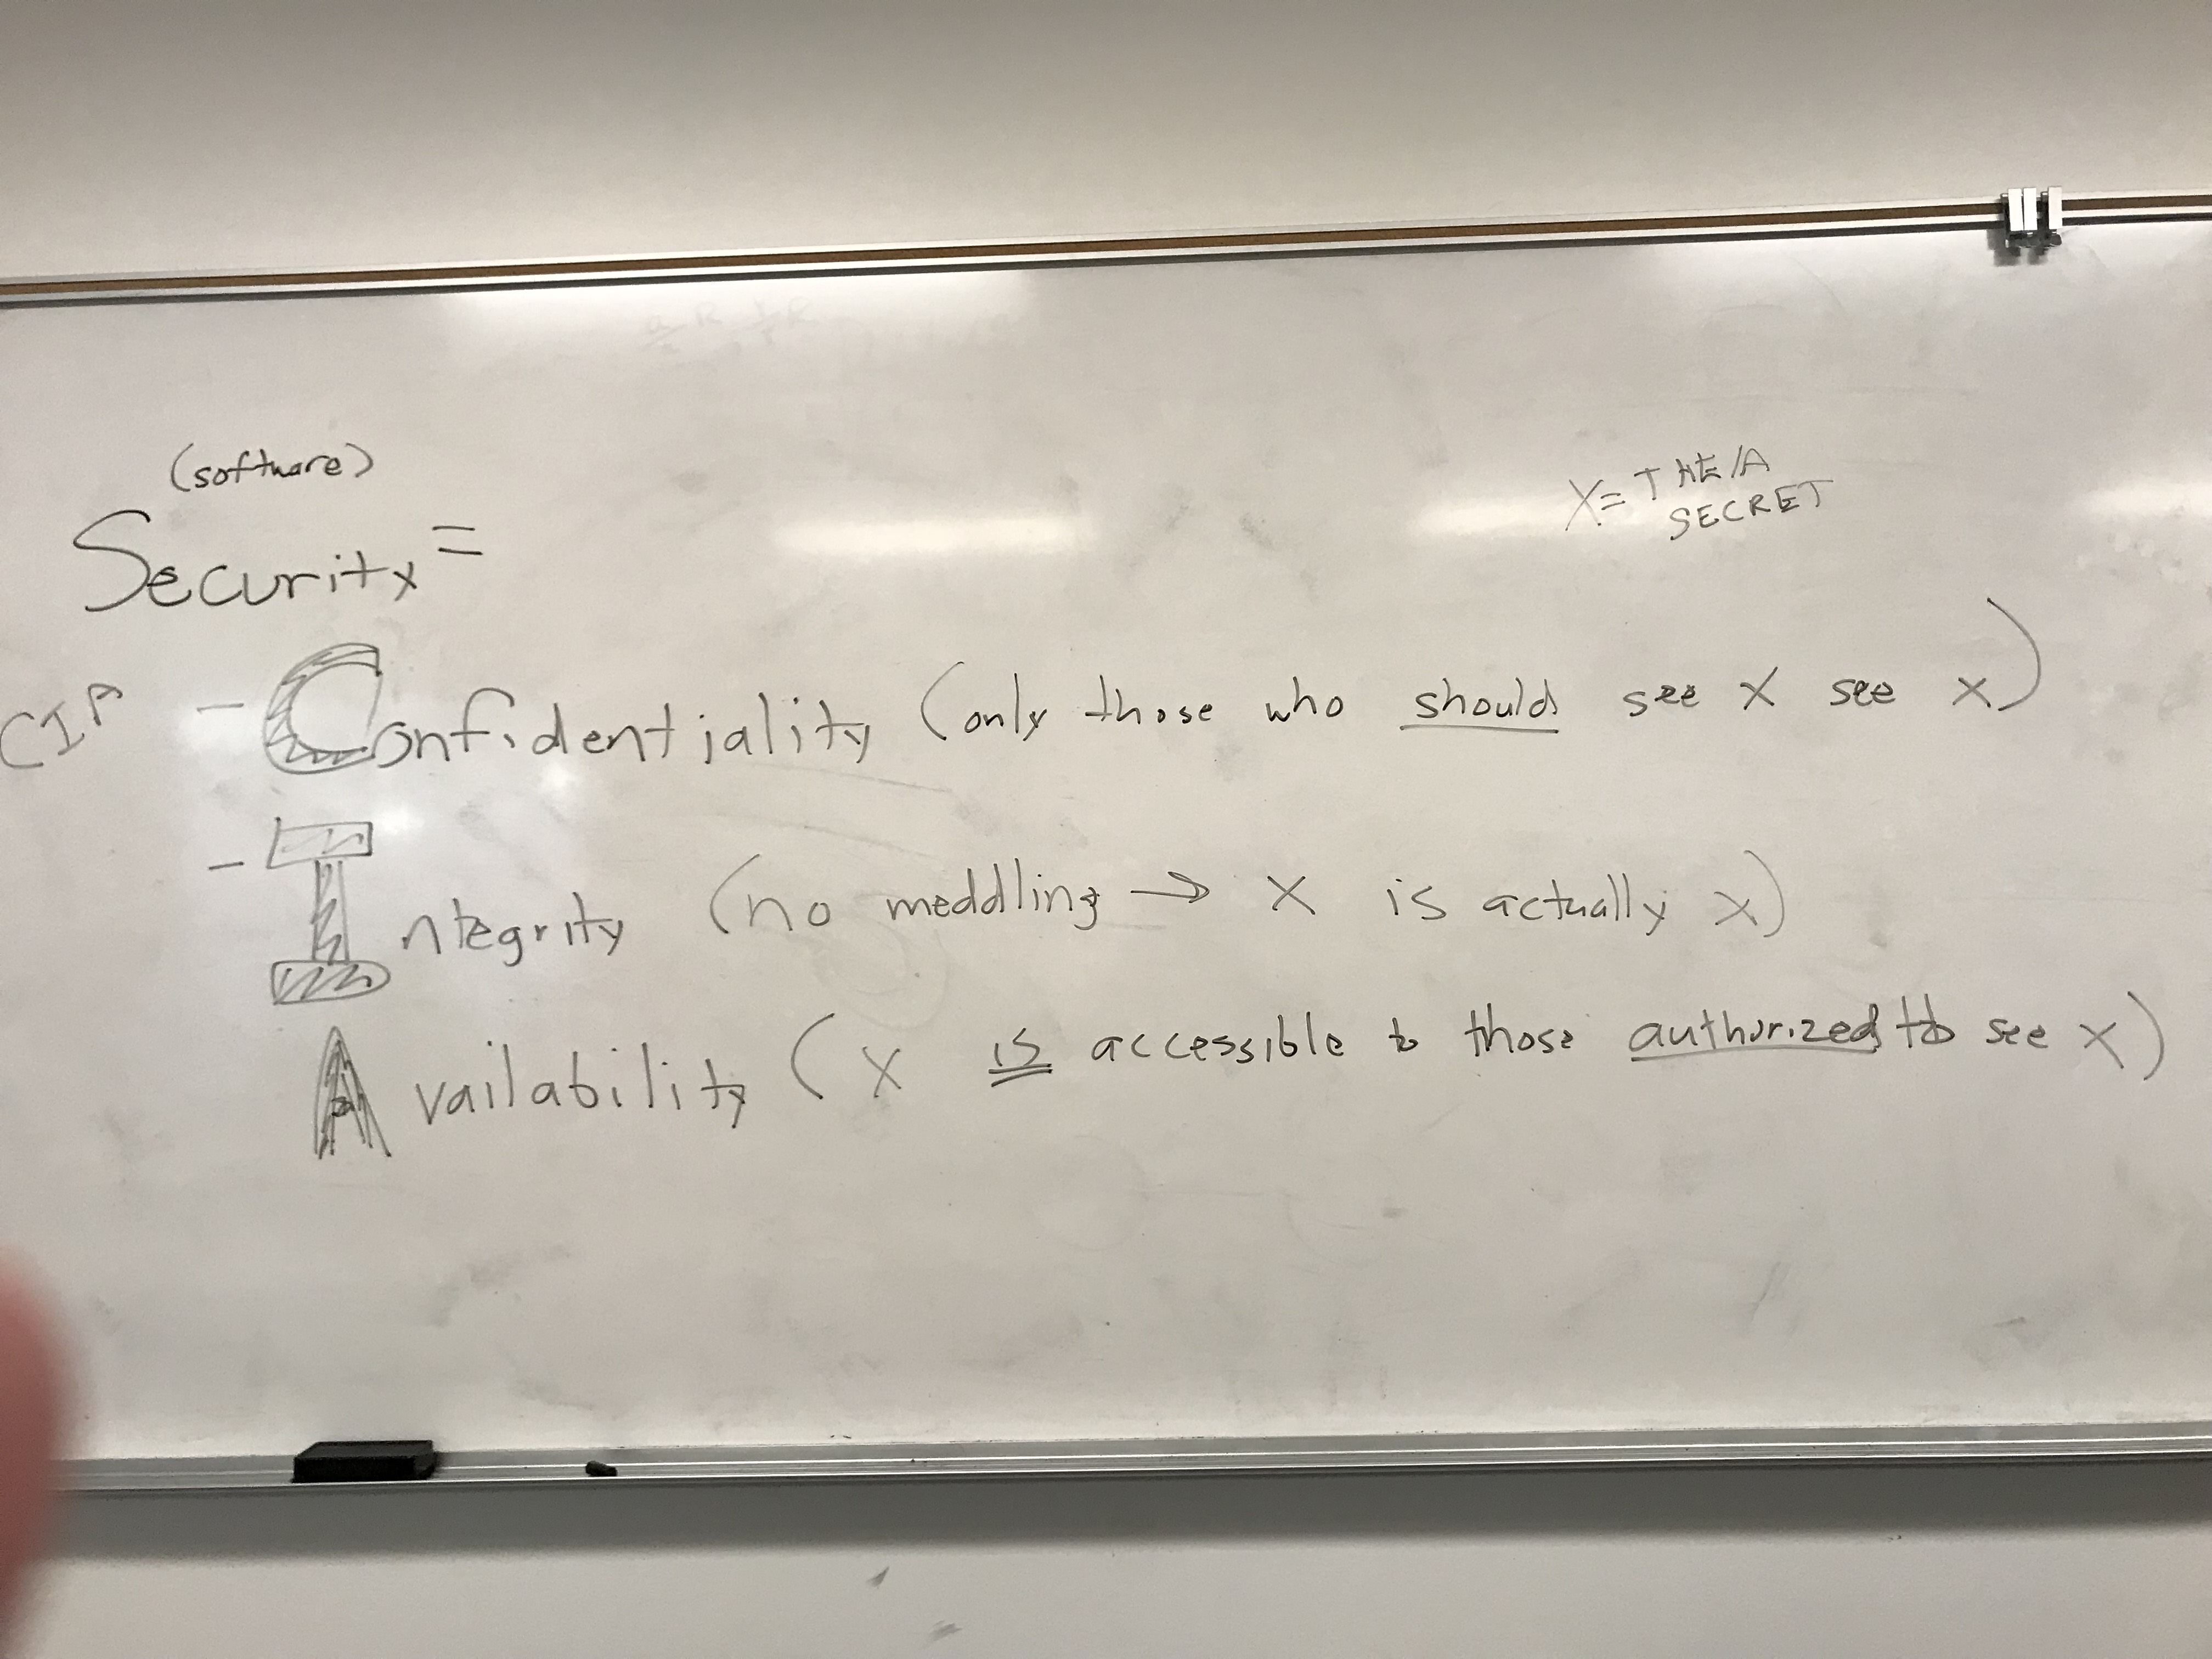 (software)
X = THE/A
SECRET
Security =
CIA
- Confidentiality (only those who should see X see X)
- Integrity (no meddling → X is actually X)
Availability (X is accessible to those authorized to see X)